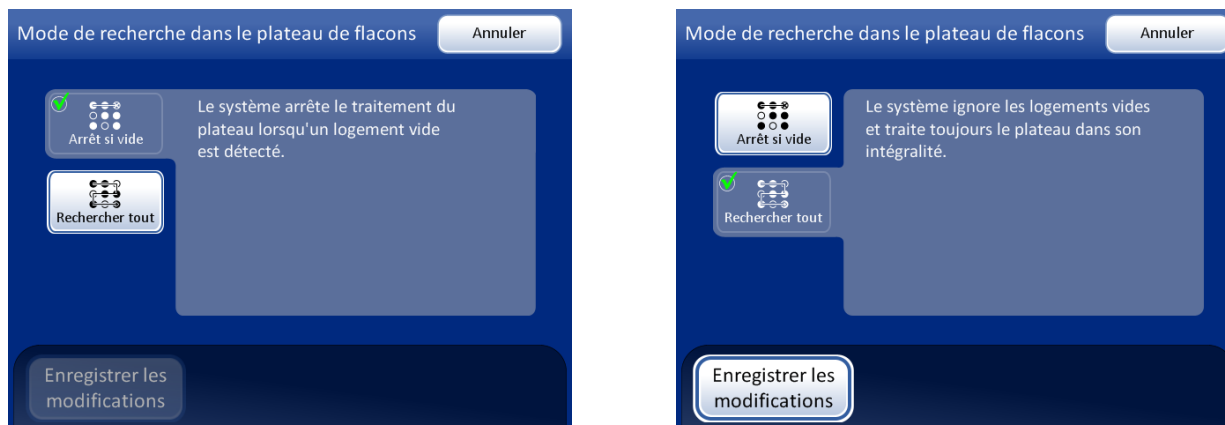 Mode de recherche dans le plateau de flacons
Annuler
Arrêt si vide
Le système arrête le traitement du
plateau lorsqu'un logement vide
est détecté.
Rechercher tout
Enregistrer les
modifications
Mode de recherche dans le plateau de flacons
Annuler
Arrêt si vide
Le système ignore les logements vides
et traite toujours le plateau dans son
intégralité.
Rechercher tout
Enregistrer les
modifications